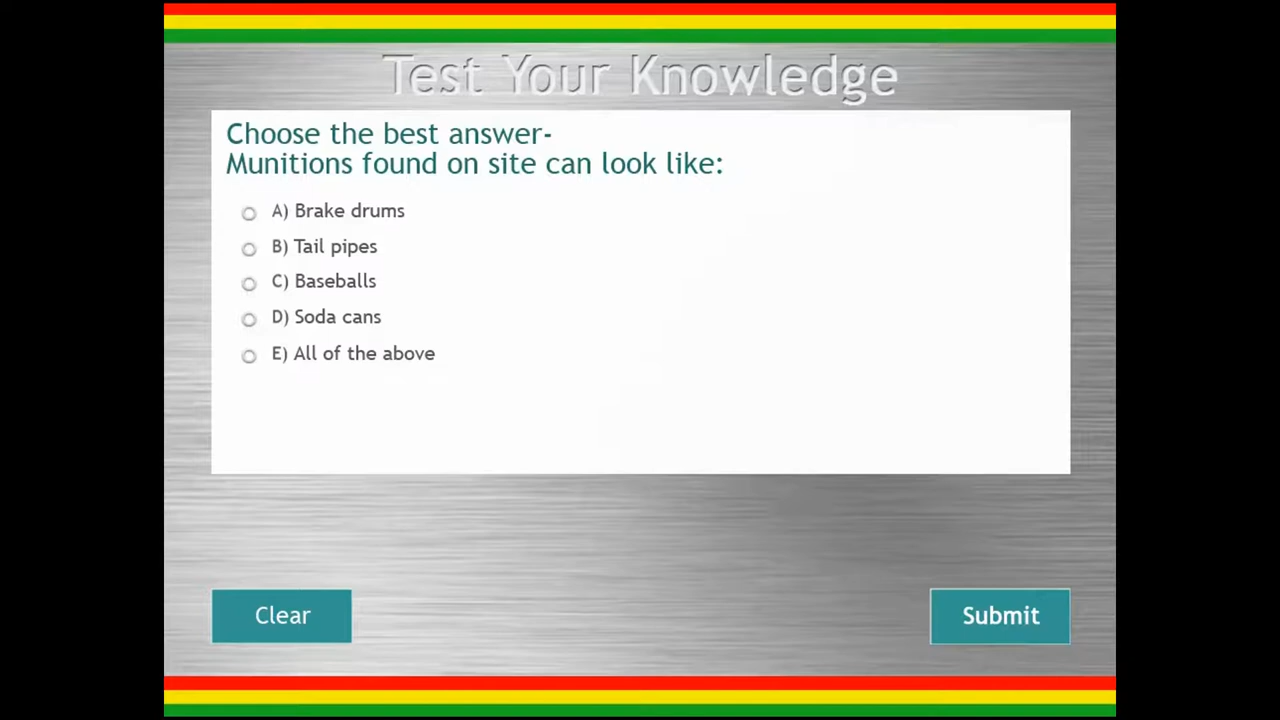 Test Your Knowledge
Choose the best answer-
Munitions found on site can look like:
A) Brake drums
B) Tail pipes
C) Baseballs
D) Soda cans
E) All of the above
Clear
Submit